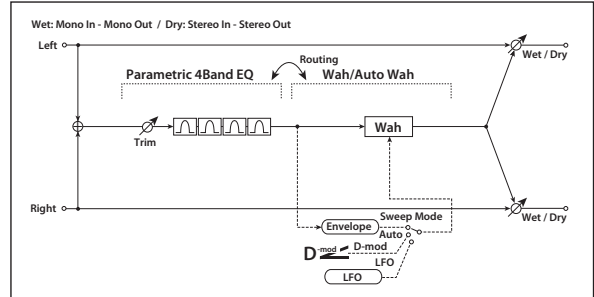 Wet: Mono In - Mono Out / Dry: Stereo In - Stereo Out
Left
Wet / Dry
Routing
Parametric 4Band EQ
Wah/Auto Wah
Trim
Wah
Right
Wet / Dry
Envelope
Sweep Mode
Auto
D-mod
D-mod
LFO
LFO